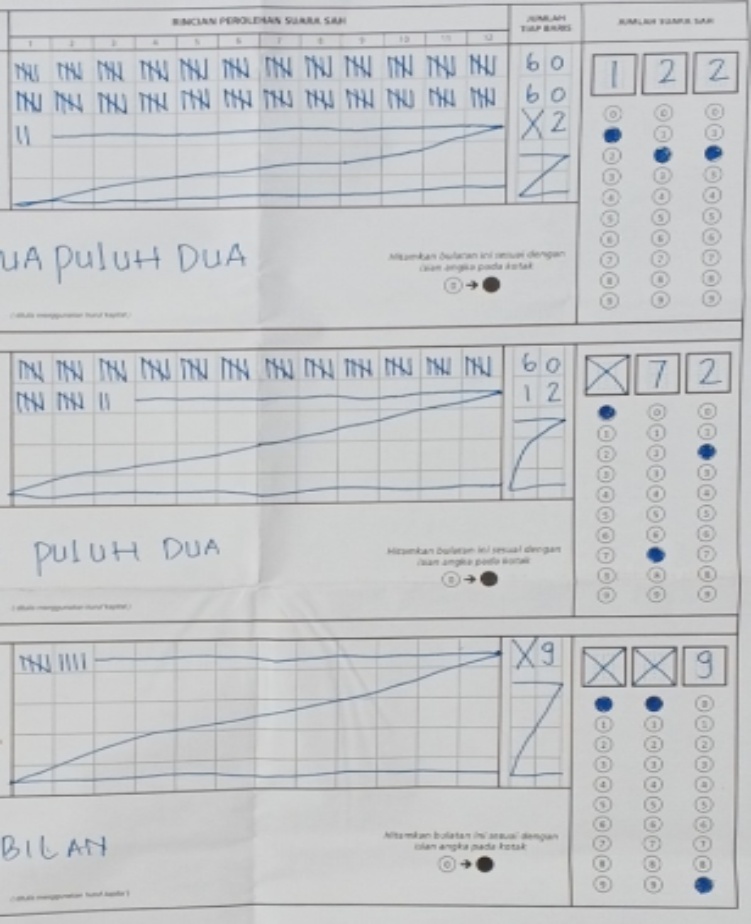 RINCIAN PEROLEHAN SUARA SAH
JUMLAH TIAP BARIS
JUMLAH SUARA SAH
1 2 3 4 5 6 7 8 9 10 11 12
60
60
X2
1 2 2
UA PULUH DUA
Hitamkan bulatan ini sesuai dengan
isian angka pada kotak
(ditulis menggunakan huruf kapital)
60
12
X 7 2
PULUH DUA
Hitamkan bulatan ini sesuai dengan
isian angka pada kotak
(ditulis menggunakan huruf kapital)
X9
X X 9
BILAN
Hitamkan bulatan ini sesuai dengan
isian angka pada kotak
(ditulis menggunakan huruf kapital)